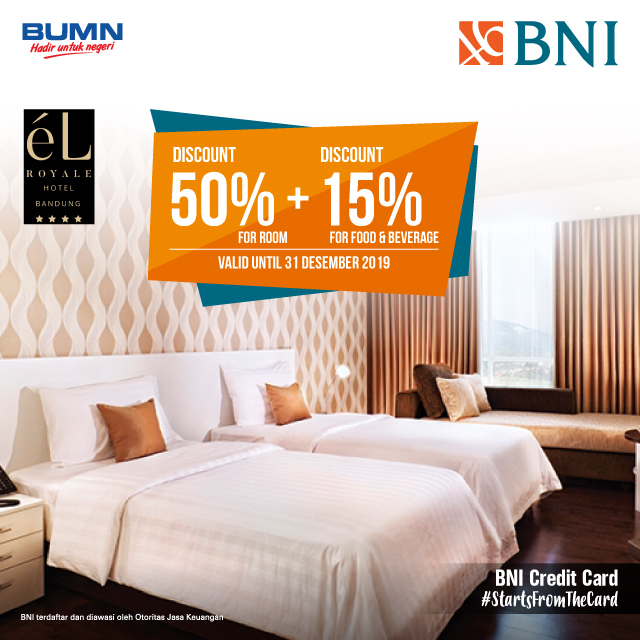 BUMN
Hadir untuk negeri
BNI
éL
ROYALE
HOTEL
BANDUNG
DISCOUNT
50%
FOR ROOM
+
DISCOUNT
15%
FOR FOOD & BEVERAGE
VALID UNTIL 31 DESEMBER 2019
BNI Credit Card
#StartsFromTheCard
BNI terdaftar dan diawasi oleh Otoritas Jasa Keuangan